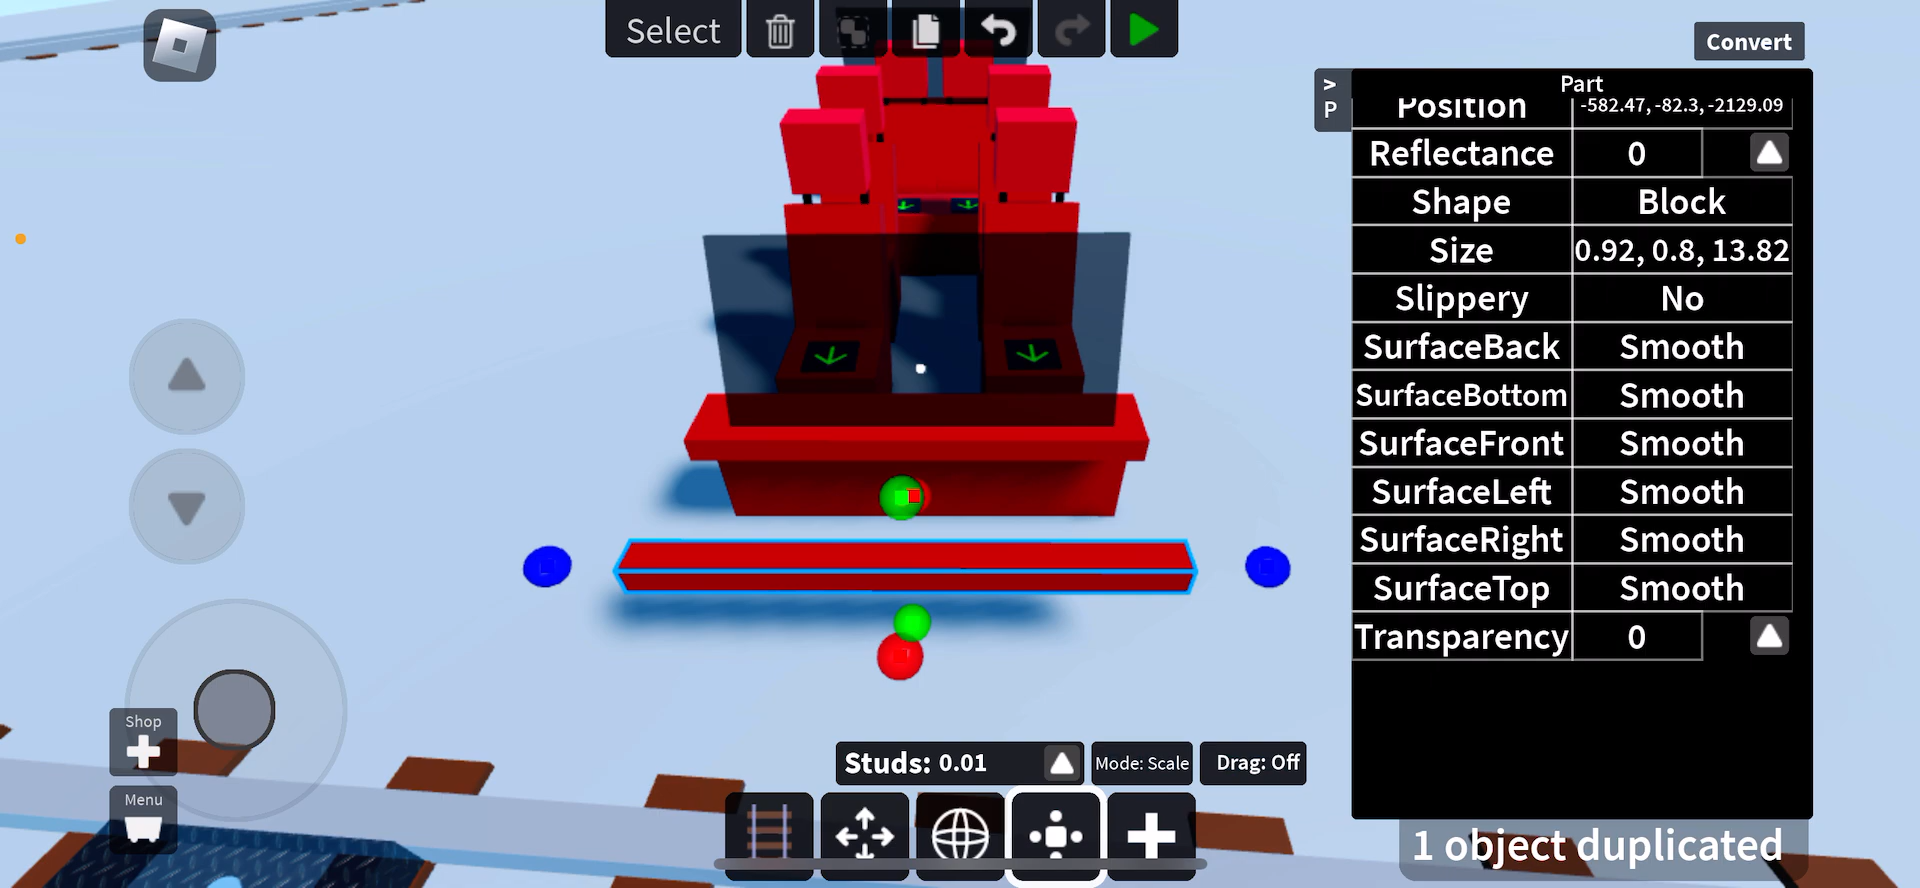 Select
Convert
>
P
Part
Position -582.47, -82.3, -2129.09
Reflectance 0
Shape Block
Size 0.92, 0.8, 13.82
Slippery No
SurfaceBack Smooth
SurfaceBottom Smooth
SurfaceFront Smooth
SurfaceLeft Smooth
SurfaceRight Smooth
SurfaceTop Smooth
Transparency 0
Shop
Menu
Studs: 0.01
Mode: Scale
Drag: Off
1 object duplicated